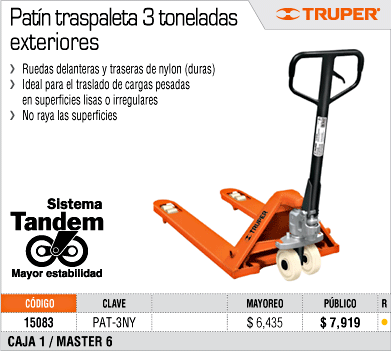 Patín traspaleta 3 toneladas
exteriores
TRUPER®
› Ruedas delanteras y traseras de nylon (duras)
› Ideal para el traslado de cargas pesadas
en superficies lisas o irregulares
› No raya las superficies
TRUPER
Sistema
Tandem
Mayor estabilidad
CÓDIGO CLAVE MAYOREO PÚBLICO R
15083 PAT-3NY $ 6,435 $ 7,919
CAJA 1 / MASTER 6